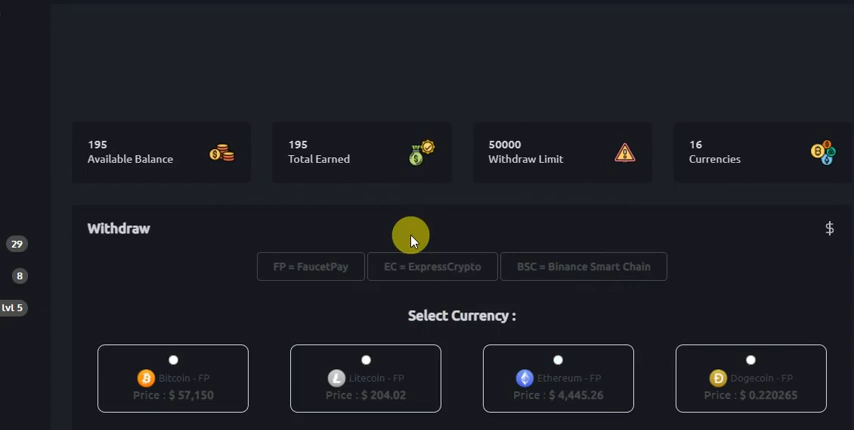 195
Available Balance
195
Total Earned
50000
Withdraw Limit
16
Currencies
29
8
lvl 5
Withdraw
$
FP = FaucetPay
EC = ExpressCrypto
BSC = Binance Smart Chain
Select Currency :
Bitcoin - FP
Price : $ 57,150
Litecoin - FP
Price : $ 204.02
Ethereum - FP
Price : $ 4,445.26
Dogecoin - FP
Price : $ 0.220265